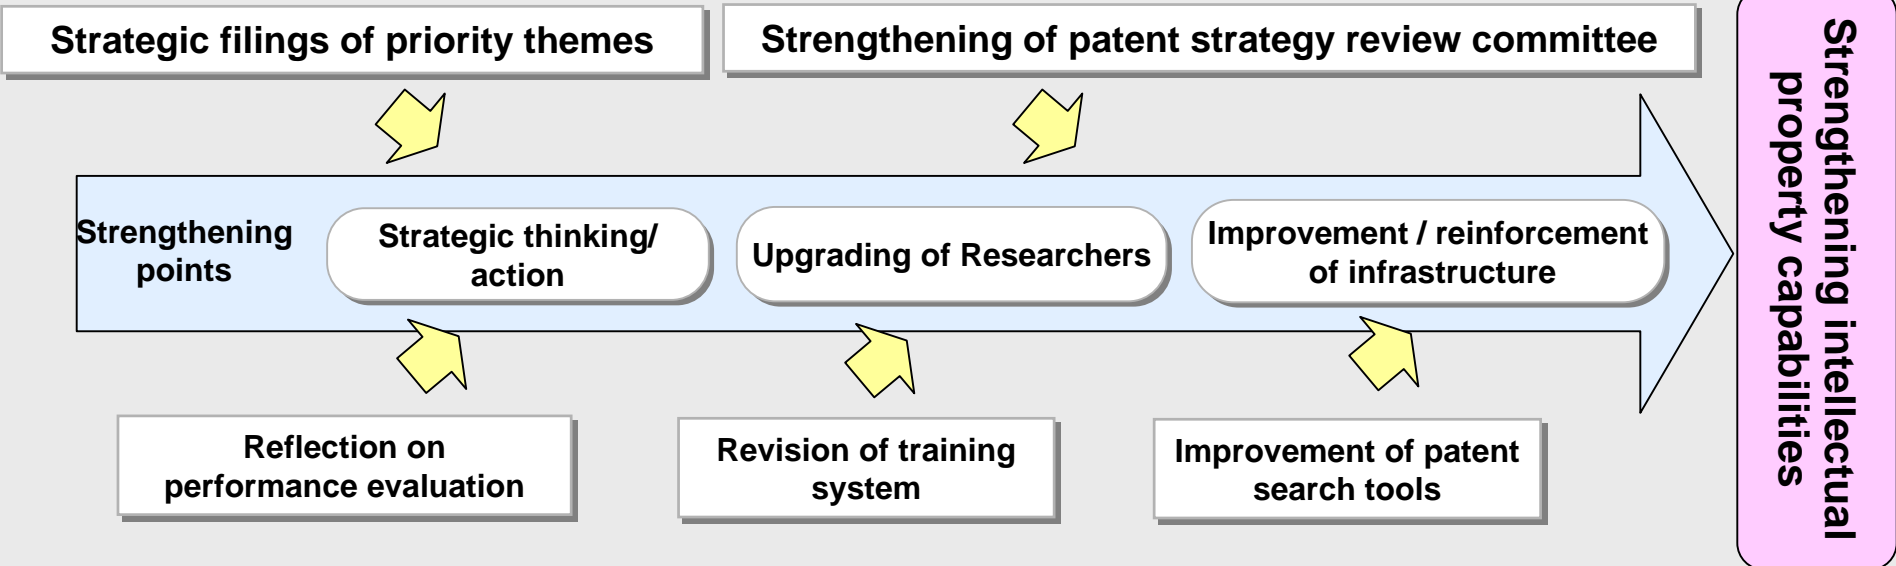 Strategic filings of priority themes
Strengthening of patent strategy review committee
Strengthening
points
Strategic thinking/
action
Upgrading of Researchers
Improvement / reinforcement
of infrastructure
Reflection on
performance evaluation
Revision of training
system
Improvement of patent
search tools
Strengthening intellectual
property capabilities